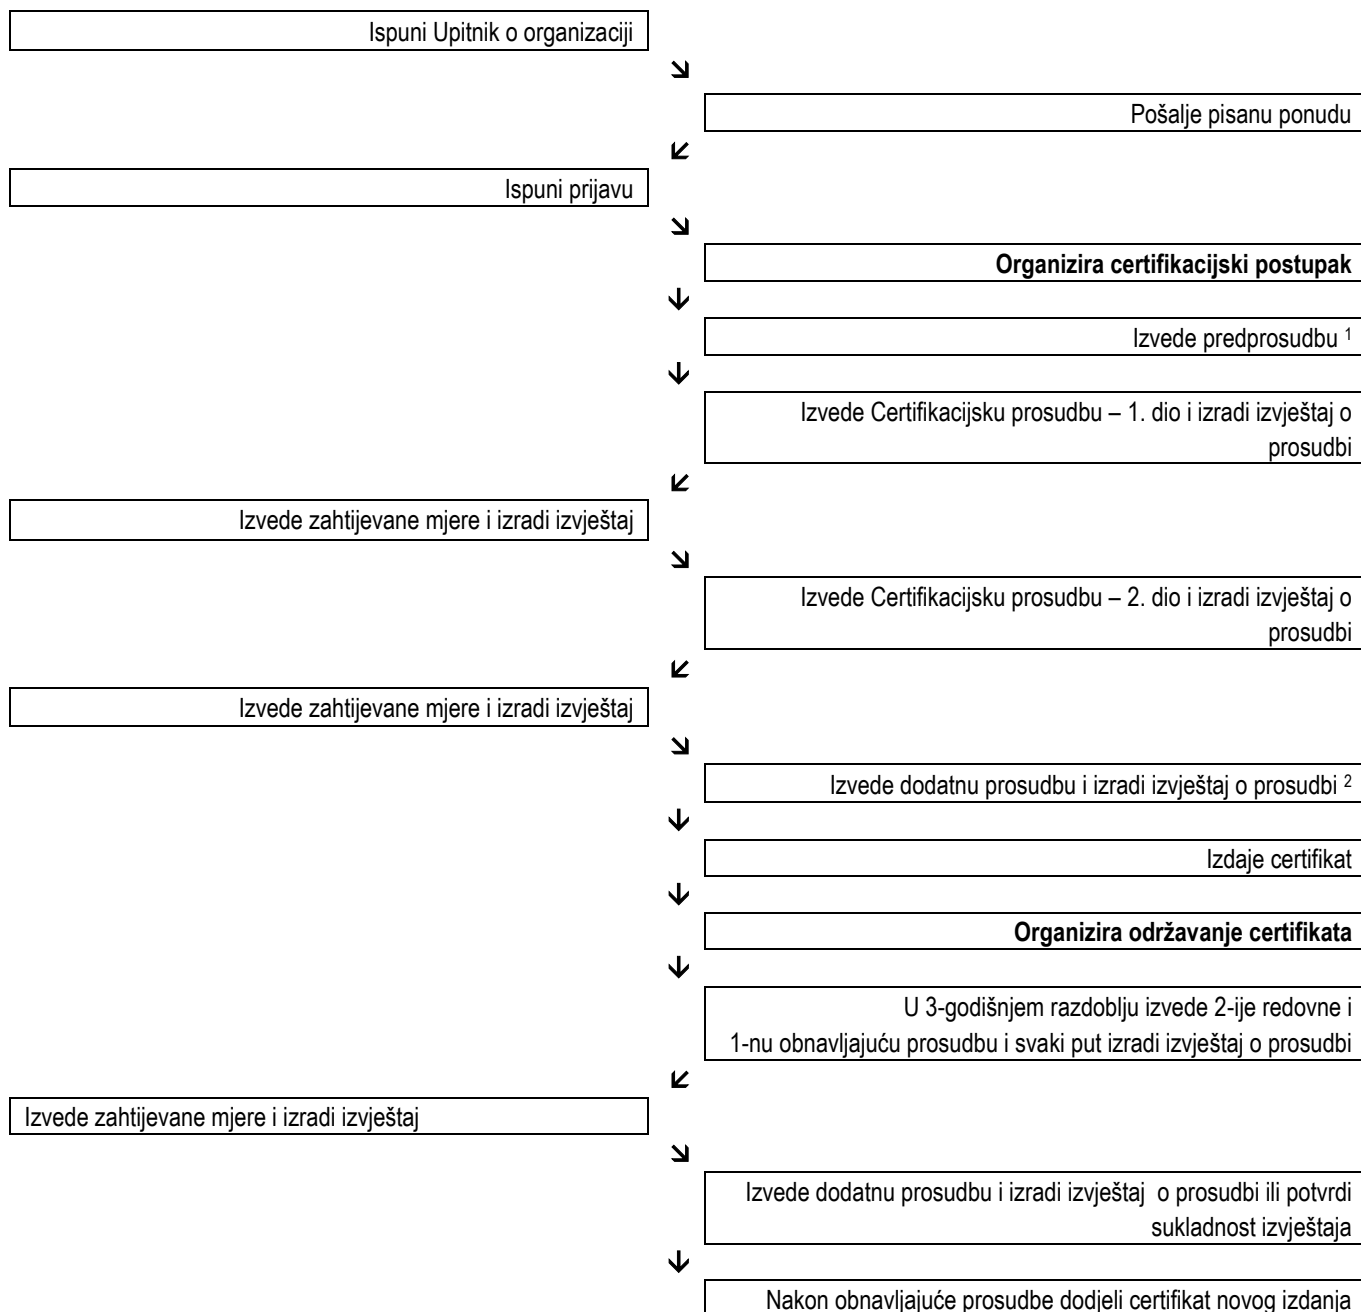 Ispuni Upitnik o organizaciji
Pošalje pisanu ponudu
Ispuni prijavu
Organizira certifikacijski postupak
Izvede predprosudbu 1
Izvede Certifikacijsku prosudbu – 1. dio i izradi izvještaj o
prosudbi
Izvede zahtijevane mjere i izradi izvještaj
Izvede Certifikacijsku prosudbu – 2. dio i izradi izvještaj o
prosudbi
Izvede zahtijevane mjere i izradi izvještaj
Izvede dodatnu prosudbu i izradi izvještaj o prosudbi 2
Izdaje certifikat
Organizira održavanje certifikata
U 3-godišnjem razdoblju izvede 2-ije redovne i
1-nu obnavljajuću prosudbu i svaki put izradi izvještaj o prosudbi
Izvede zahtijevane mjere i izradi izvještaj
Izvede dodatnu prosudbu i izradi izvještaj o prosudbi ili potvrdi
sukladnost izvještaja
Nakon obnavljajuće prosudbe dodjeli certifikat novog izdanja